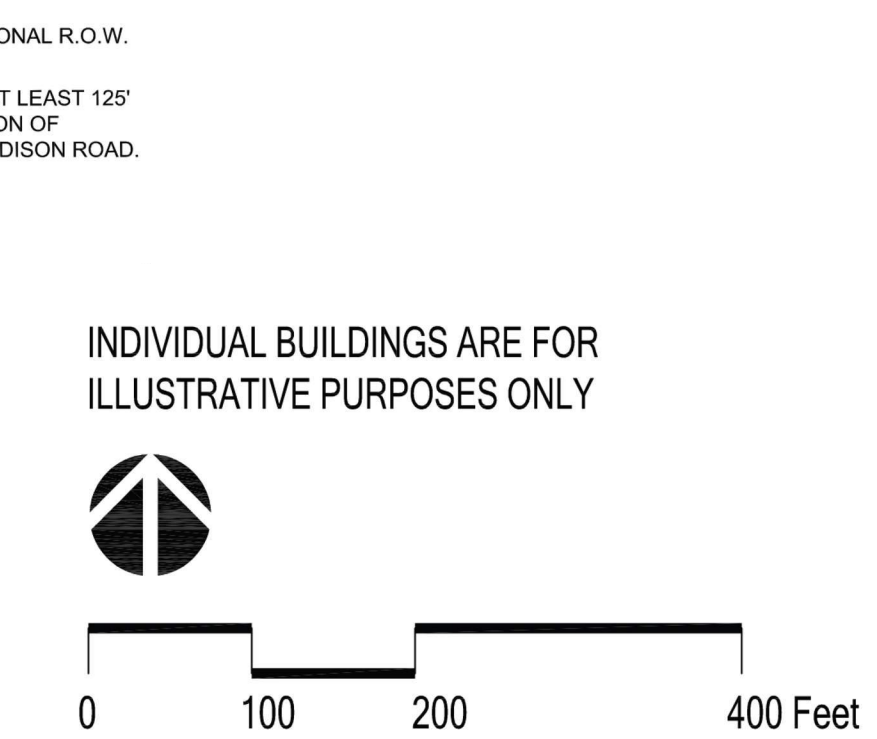 ONAL R.O.W.
T LEAST 125'
ON OF
DISON ROAD.
INDIVIDUAL BUILDINGS ARE FOR
ILLUSTRATIVE PURPOSES ONLY
0 100 200 400 Feet